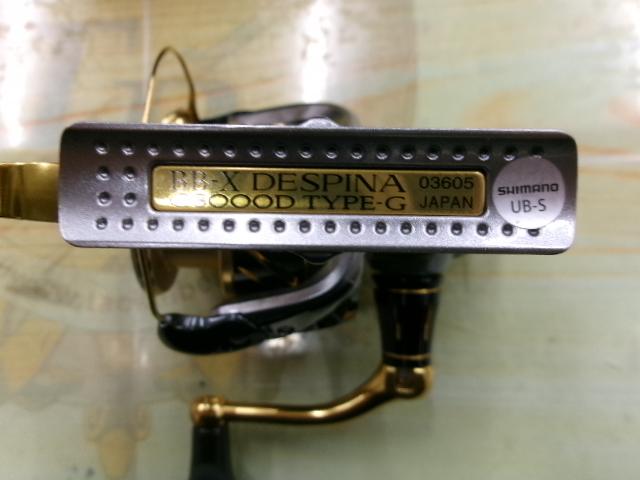 BB-X DESPINA 03605
C3000D TYPE-G JAPAN
SHIMANO
UB-S